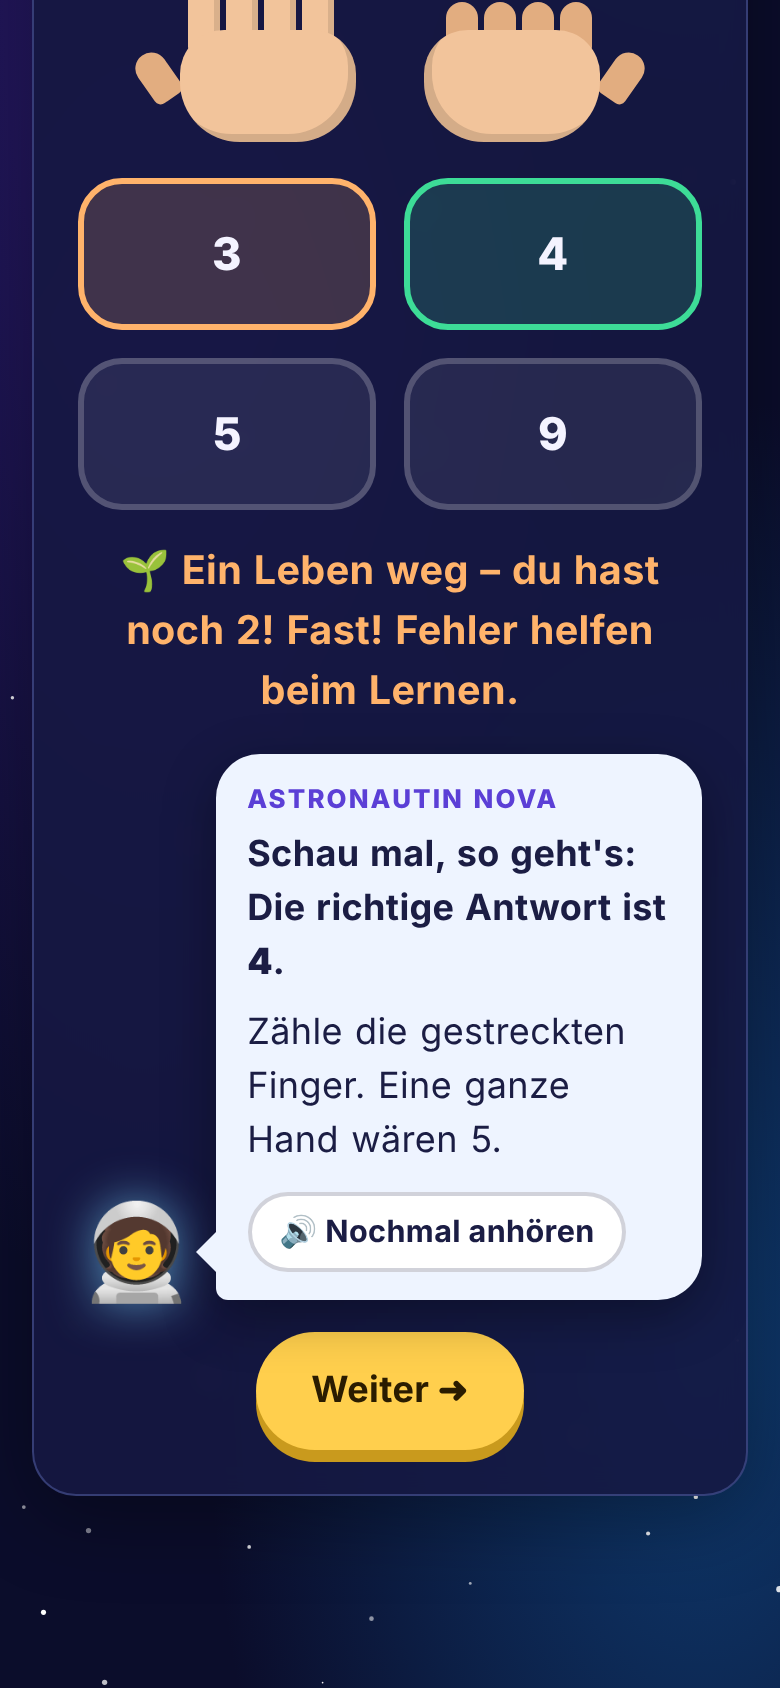 3
4
5
9
🌱 Ein Leben weg – du hast
noch 2! Fast! Fehler helfen
beim Lernen.
ASTRONAUTIN NOVA
Schau mal, so geht's:
Die richtige Antwort ist
4.
Zähle die gestreckten
Finger. Eine ganze
Hand wären 5.
🔊 Nochmal anhören
Weiter ➜